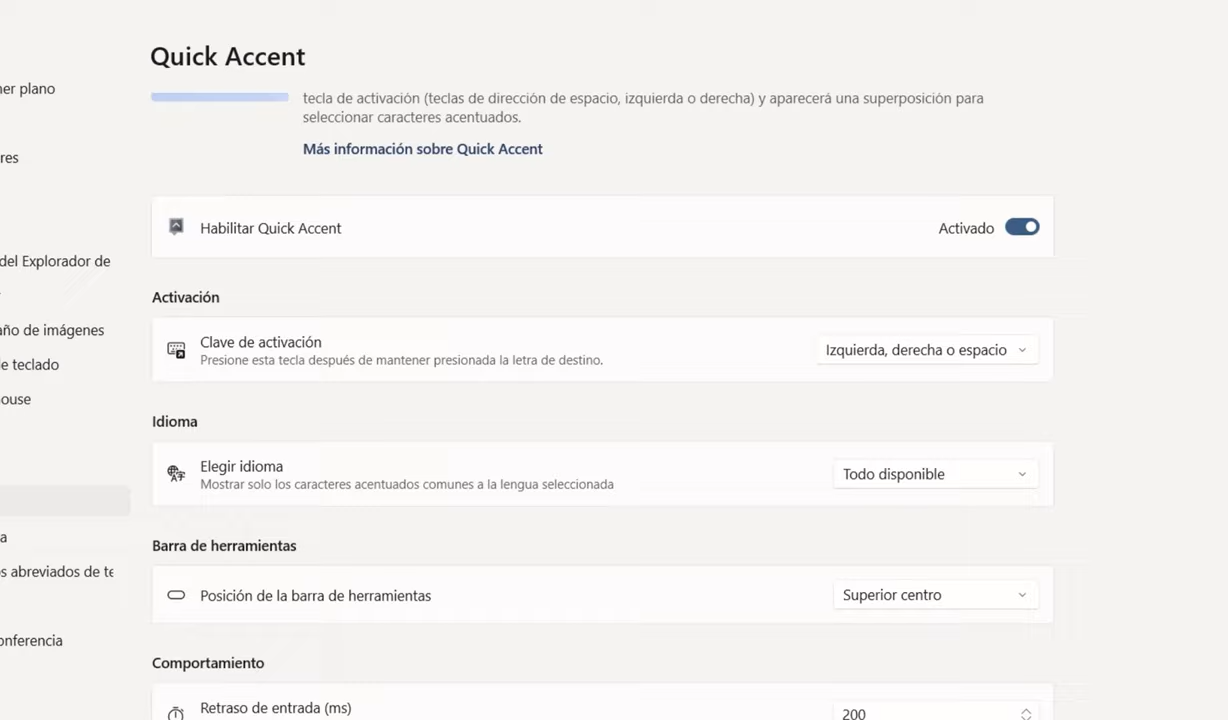 Quick Accent
tecla de activación (teclas de dirección de espacio, izquierda o derecha) y aparecerá una superposición para
seleccionar caracteres acentuados.
Más información sobre Quick Accent
ner plano
res
del Explorador de
año de imágenes
e teclado
ouse
a
s abreviados de te
onferencia
Habilitar Quick Accent
Activado
Activación
Clave de activación
Presione esta tecla después de mantener presionada la letra de destino.
Izquierda, derecha o espacio
Idioma
Elegir idioma
Mostrar solo los caracteres acentuados comunes a la lengua seleccionada
Todo disponible
Barra de herramientas
Posición de la barra de herramientas
Superior centro
Comportamiento
Retraso de entrada (ms)
200